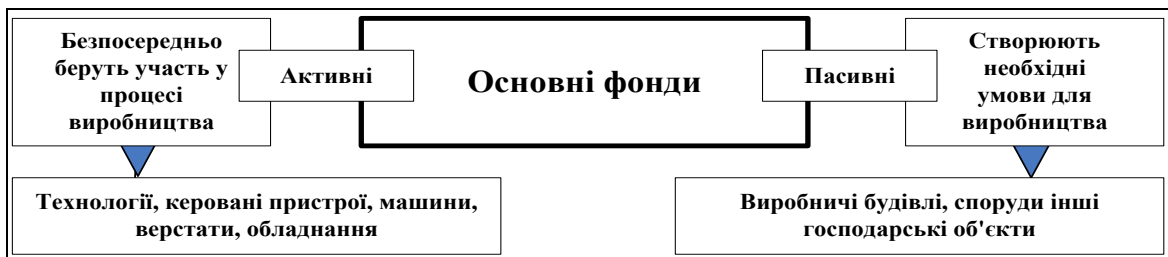 Безпосередньо
беруть участь у
процесі
виробництва
Активні
Основні фонди
Пасивні
Створюють
необхідні
умови для
виробництва
Технології, керовані пристрої, машини,
верстати, обладнання
Виробничі будівлі, споруди інші
господарські об'єкти